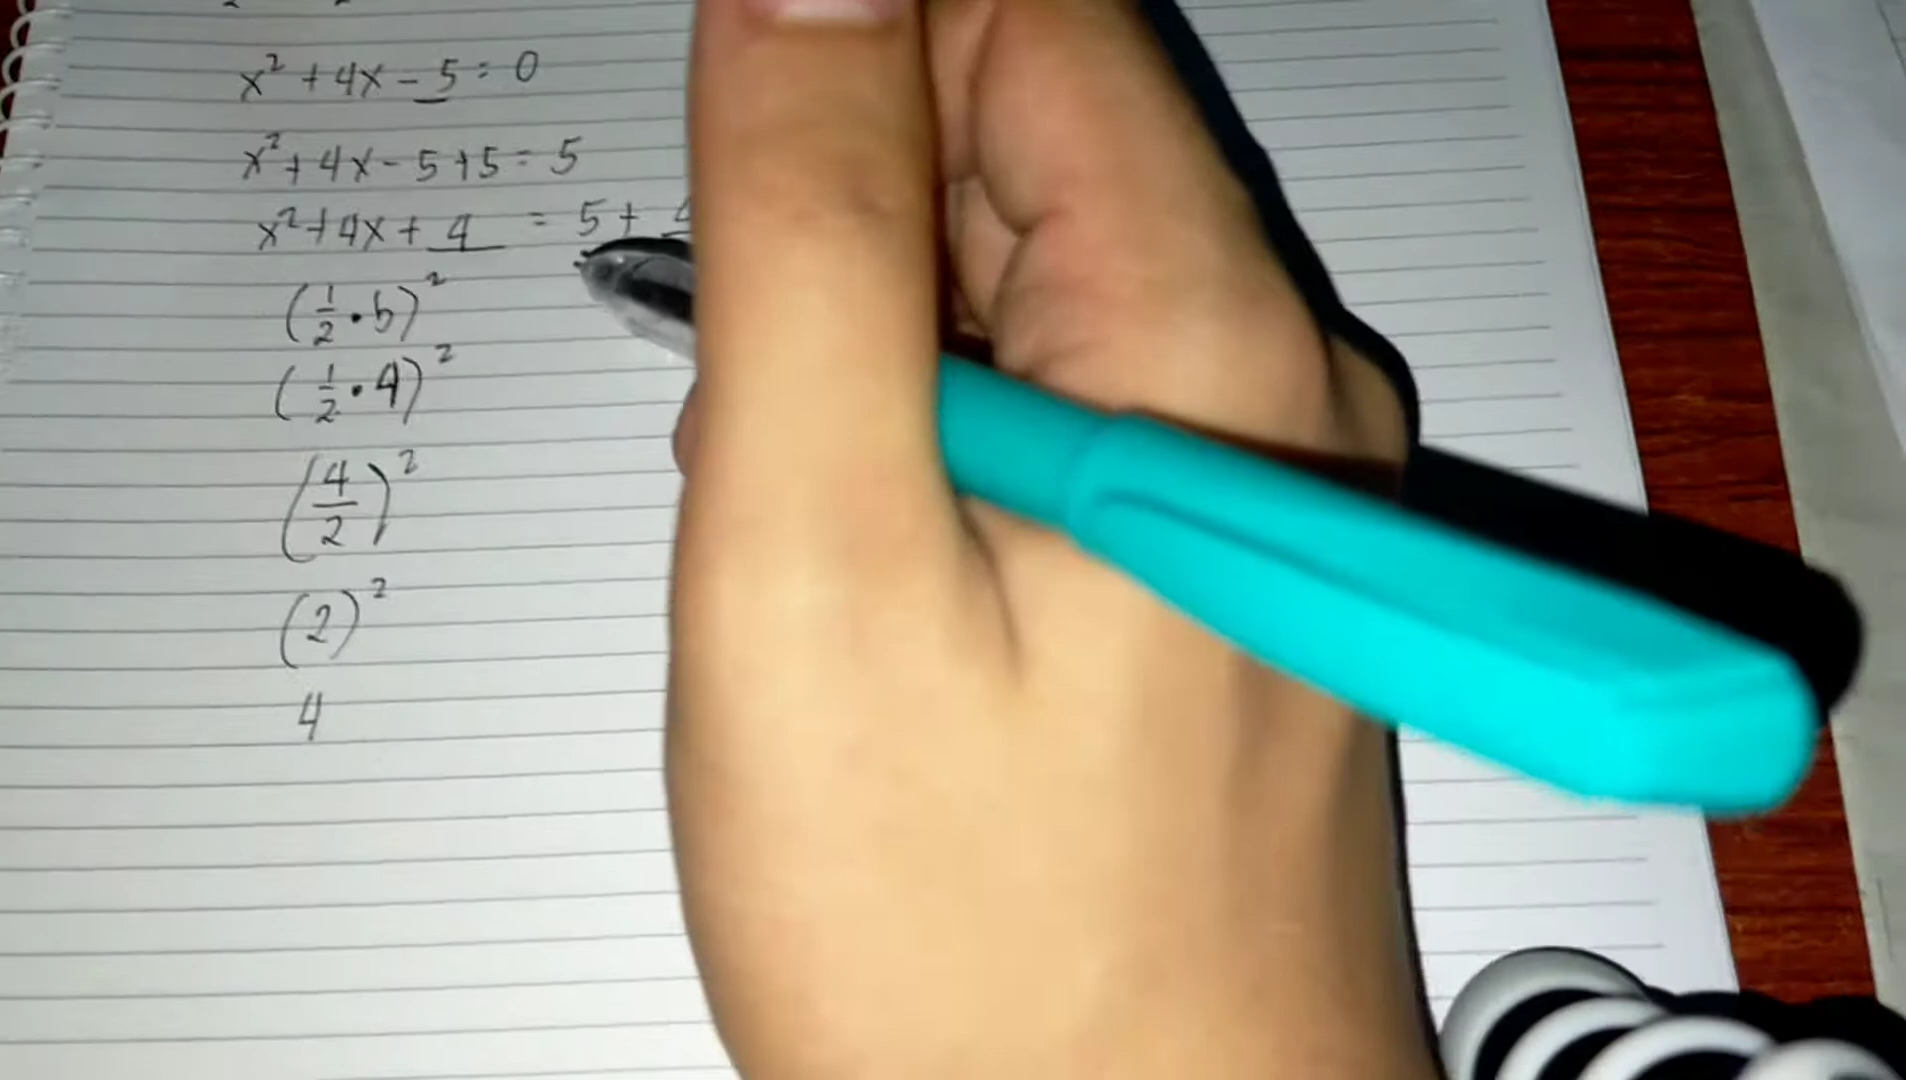 x² + 4x - 5 = 0
x² + 4x - 5 + 5 = 5
x² + 4x + 4 = 5 +
(1/2 · b)²
(1/2 · 4)²
(4/2)²
(2)²
4